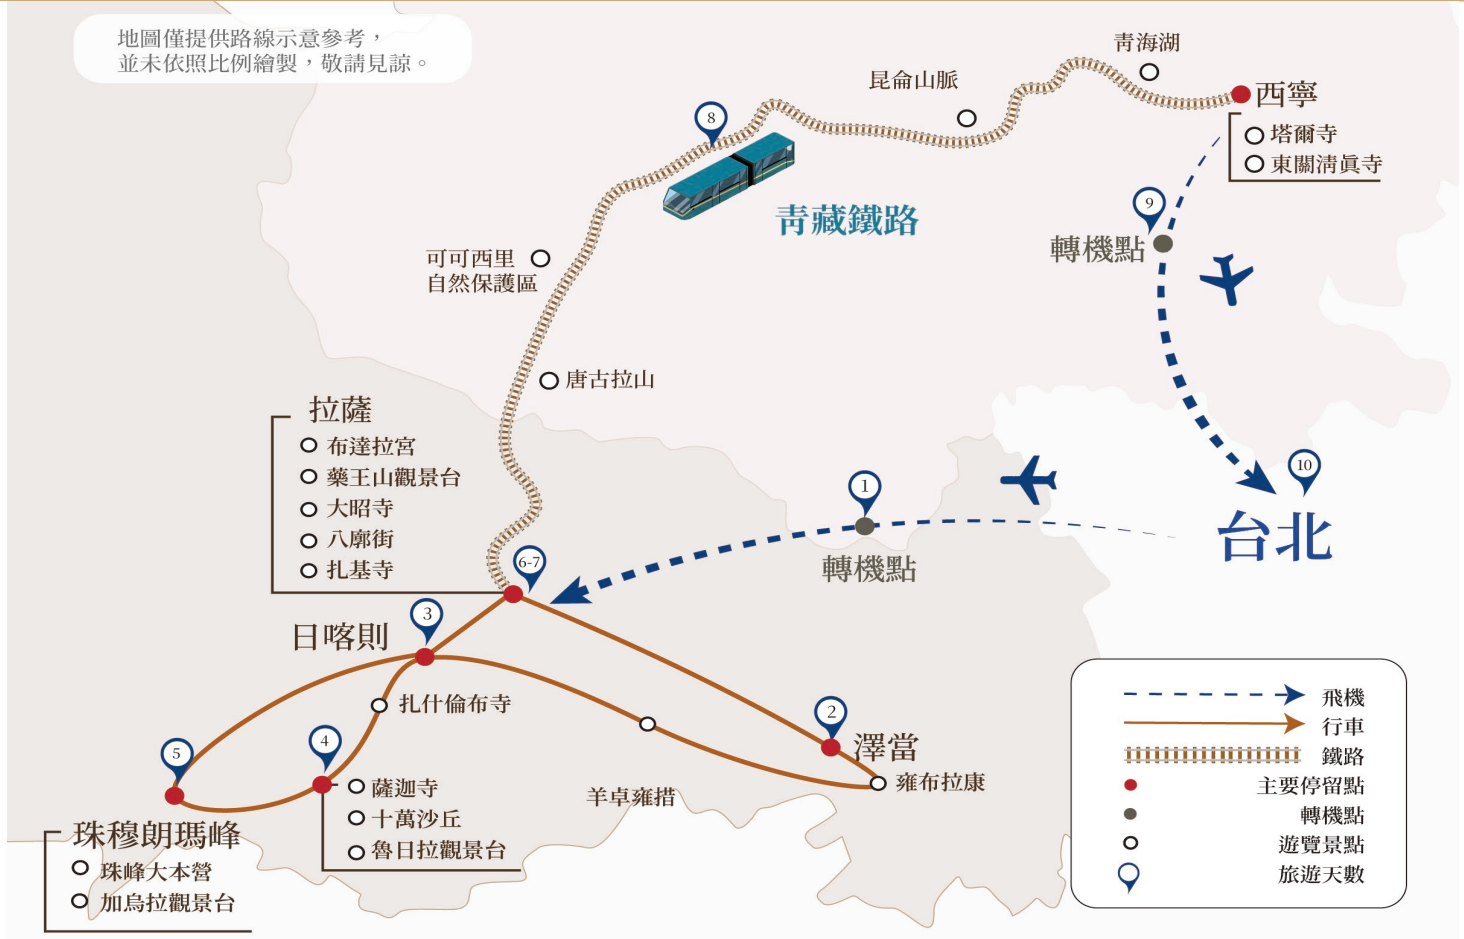 地圖僅提供路線示意參考，
並未依照比例繪製，敬請見諒。
青海湖
昆侖山脈
西寧
塔爾寺
東關清眞寺
8
青藏鐵路
9
轉機點
可可西里
自然保護區
唐古拉山
拉薩
布達拉宮
藥王山觀景台
大昭寺
八廓街
扎基寺
10
台北
1
轉機點
6-7
3
日喀則
扎什倫布寺
2
澤當
雍布拉康
羊卓雍措
4
薩迦寺
十萬沙丘
魯日拉觀景台
5
珠穆朗瑪峰
珠峰大本營
加烏拉觀景台
飛機
行車
鐵路
主要停留點
轉機點
遊覽景點
旅遊天數